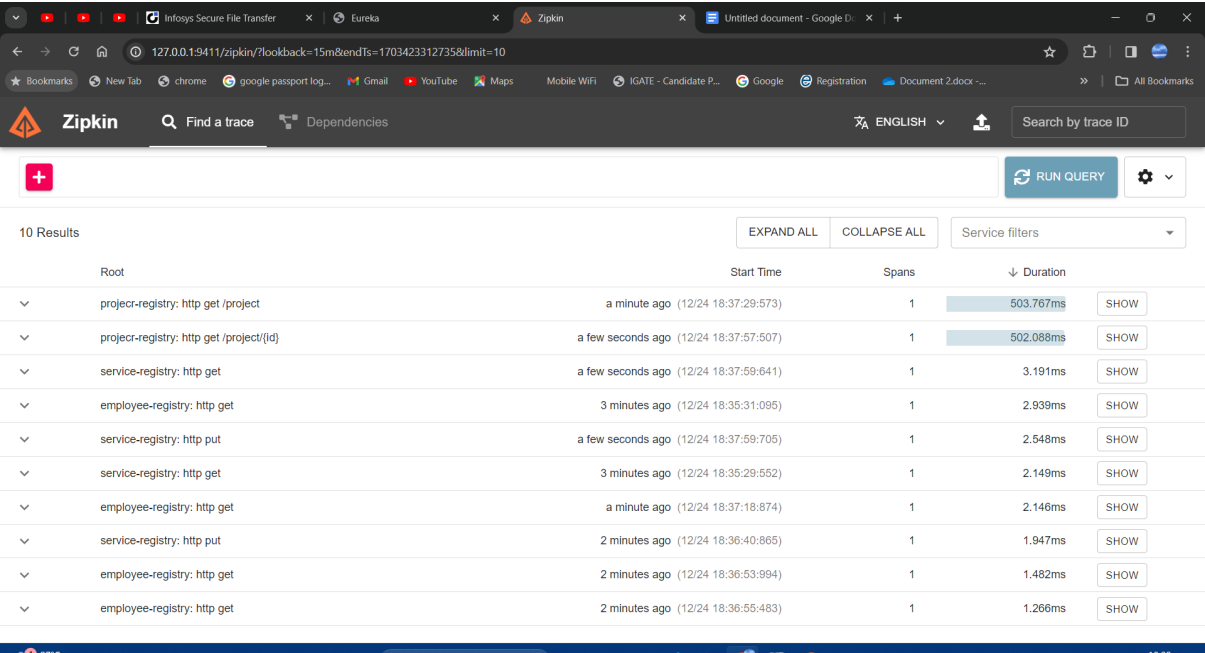 Infosys Secure File Transfer
Eureka
Zipkin
Untitled document - Google Do
127.0.0.1:9411/zipkin/?lookback=15m&endTs=1703423312735&limit=10
Bookmarks New Tab chrome google passport log... Gmail YouTube Maps Mobile WiFi IGATE - Candidate P... Google Registration Document 2.docx -... » All Bookmarks
Zipkin Find a trace Dependencies ENGLISH Search by trace ID
RUN QUERY
10 Results EXPAND ALL COLLAPSE ALL Service filters
Root Start Time Spans Duration
projecr-registry: http get /project a minute ago (12/24 18:37:29:573) 1 503.767ms SHOW
projecr-registry: http get /project/{id} a few seconds ago (12/24 18:37:57:507) 1 502.088ms SHOW
service-registry: http get a few seconds ago (12/24 18:37:59:641) 1 3.191ms SHOW
employee-registry: http get 3 minutes ago (12/24 18:35:31:095) 1 2.939ms SHOW
service-registry: http put a few seconds ago (12/24 18:37:59:705) 1 2.548ms SHOW
service-registry: http get 3 minutes ago (12/24 18:35:29:552) 1 2.149ms SHOW
employee-registry: http get a minute ago (12/24 18:37:18:874) 1 2.146ms SHOW
service-registry: http put 2 minutes ago (12/24 18:36:40:865) 1 1.947ms SHOW
employee-registry: http get 2 minutes ago (12/24 18:36:53:994) 1 1.482ms SHOW
employee-registry: http get 2 minutes ago (12/24 18:36:55:483) 1 1.266ms SHOW